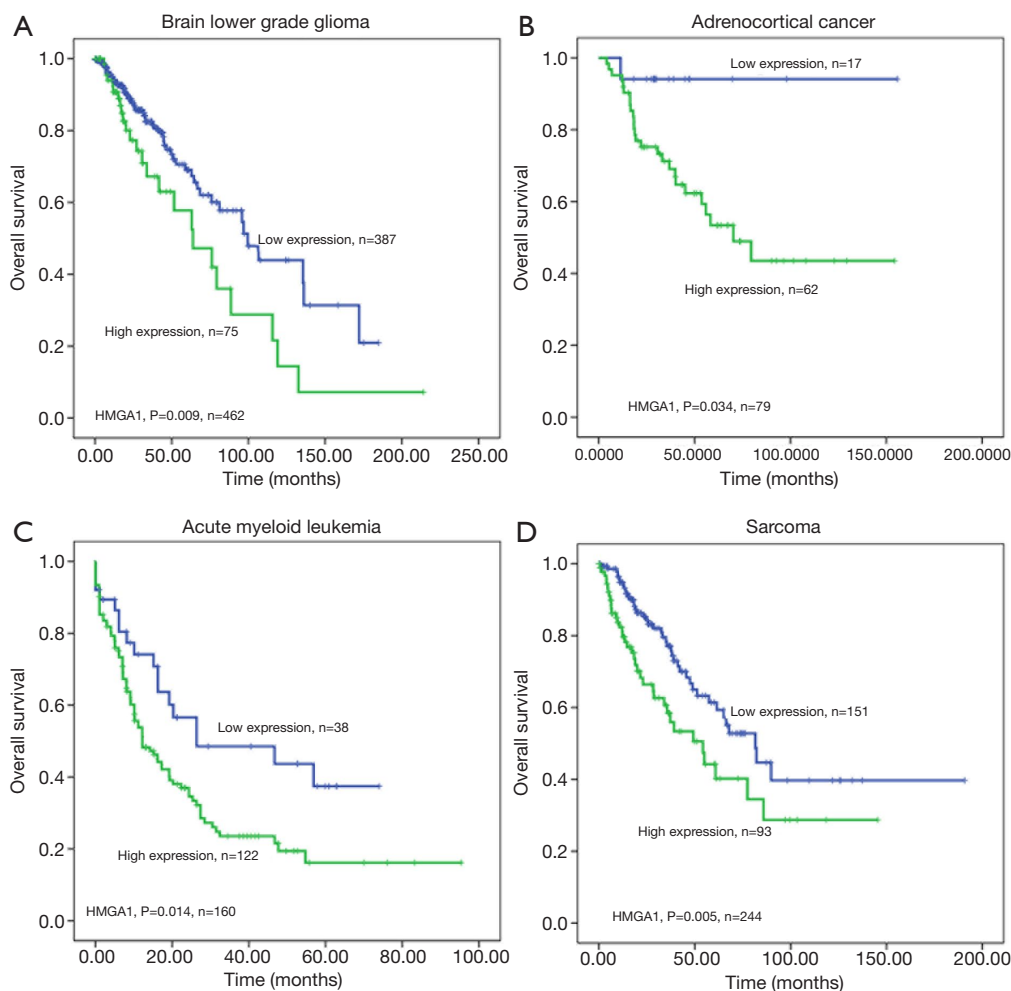 A
Brain lower grade glioma
Overall survival
1.0
0.8
0.6
0.4
0.2
0.0
Low expression, n=387
High expression, n=75
HMGA1, P=0.009, n=462
0.00 50.00 100.00 150.00 200.00 250.00
Time (months)
B
Adrenocortical cancer
Overall survival
1.0
0.8
0.6
0.4
0.2
0.0
Low expression, n=17
High expression, n=62
HMGA1, P=0.034, n=79
0.0000 50.0000 100.0000 150.0000 200.0000
Time (months)
C
Acute myeloid leukemia
Overall survival
1.0
0.8
0.6
0.4
0.2
0.0
Low expression, n=38
High expression, n=122
HMGA1, P=0.014, n=160
0.00 20.00 40.00 60.00 80.00 100.00
Time (months)
D
Sarcoma
Overall survival
1.0
0.8
0.6
0.4
0.2
0.0
Low expression, n=151
High expression, n=93
HMGA1, P=0.005, n=244
0.00 50.00 100.00 150.00 200.00
Time (months)